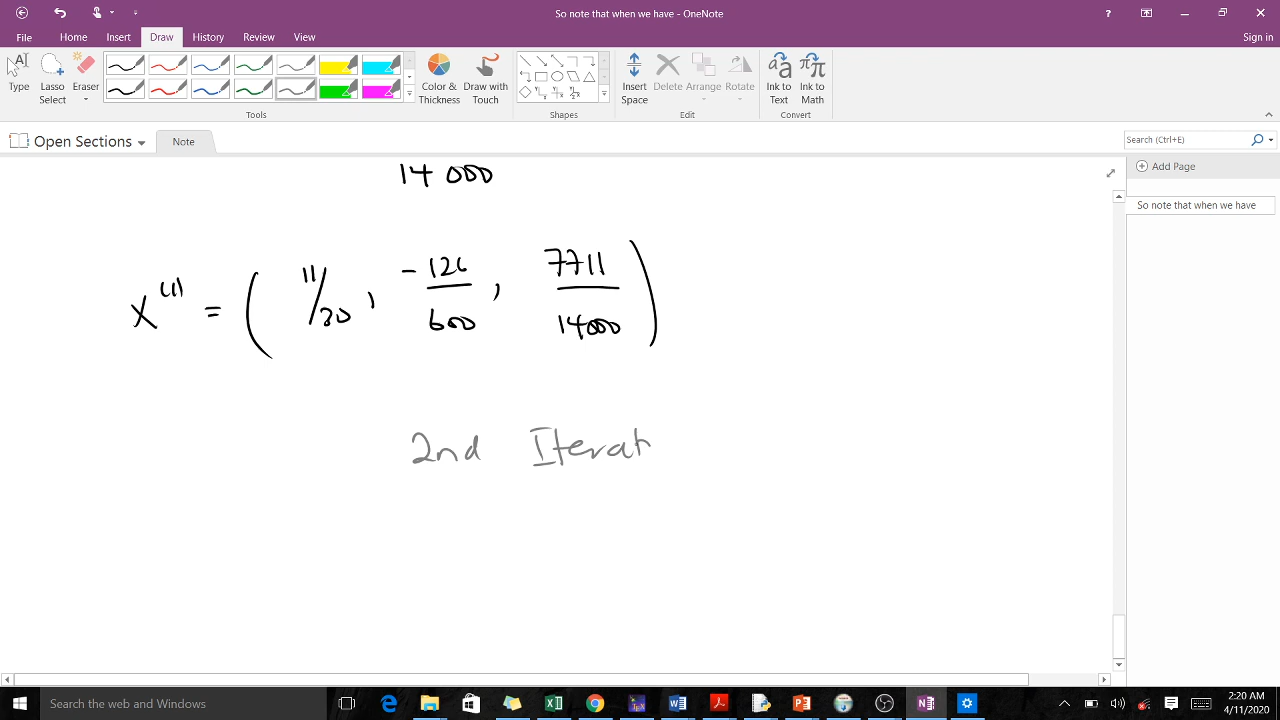 So note that when we have - OneNote
File Home Insert Draw History Review View Sign in
Type Lasso Select Eraser Color & Thickness Draw with Touch Insert Space Delete Arrange Rotate Ink to Text Ink to Math
Tools Shapes Edit Convert
Open Sections Note Search (Ctrl+E)
Add Page
So note that when we have
14 000
X⁽¹⁾ = ( 11/20, -126/600, 7711/14000 )
2nd Iterat
Search the web and Windows
2:20 AM
4/11/2020